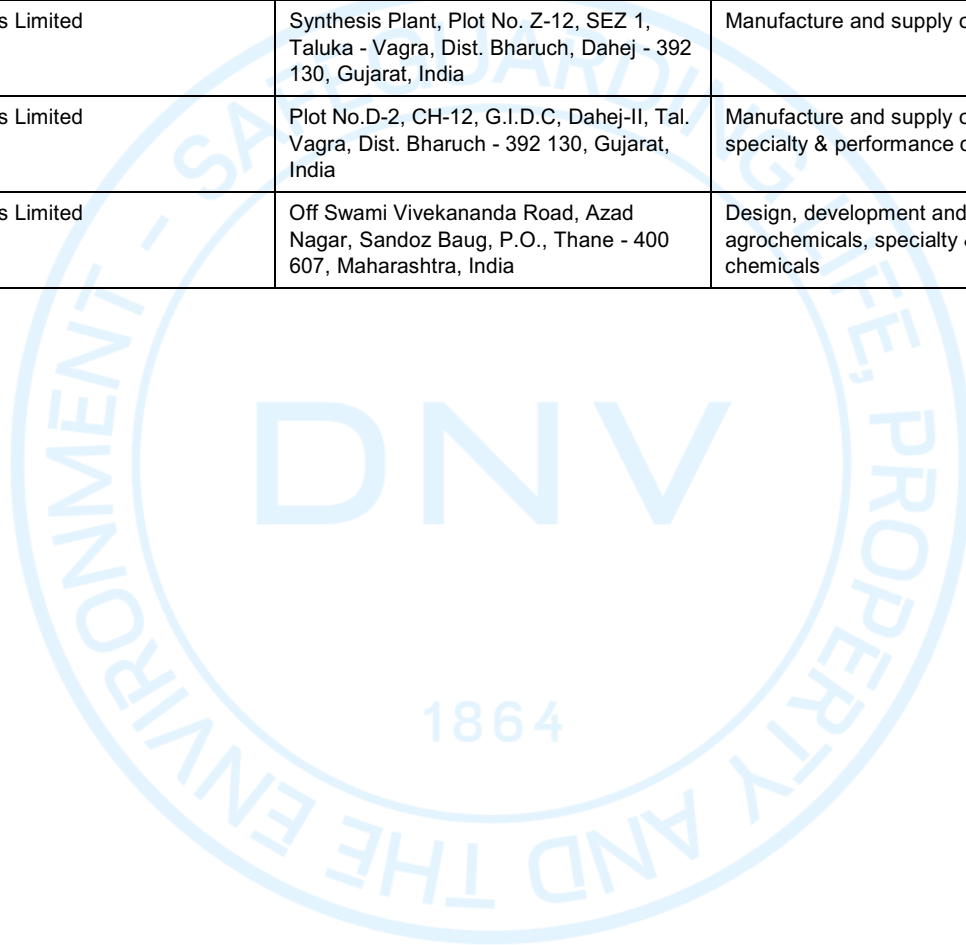 s Limited
Synthesis Plant, Plot No. Z-12, SEZ 1,
Taluka - Vagra, Dist. Bharuch, Dahej - 392
130, Gujarat, India
Manufacture and supply
s Limited
Plot No.D-2, CH-12, G.I.D.C, Dahej-II, Tal.
Vagra, Dist. Bharuch - 392 130, Gujarat,
India
Manufacture and supply
specialty & performance
s Limited
Off Swami Vivekananda Road, Azad
Nagar, Sandoz Baug, P.O., Thane - 400
607, Maharashtra, India
Design, development and
agrochemicals, specialty
chemicals
SAFEGUARDING LIFE, PROPERTY AND THE ENVIRONMENT -
DNV
1864